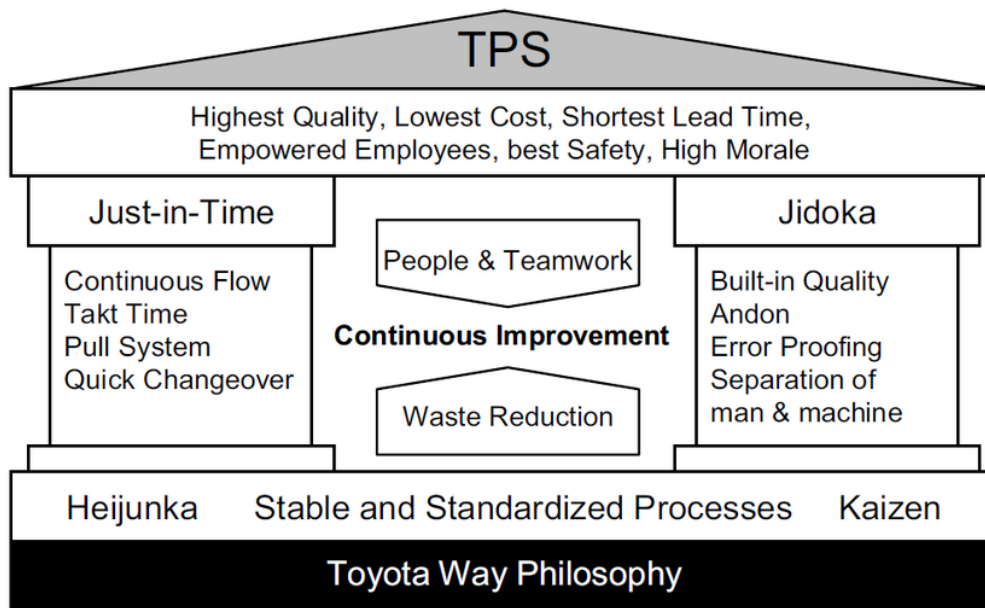 TPS
Highest Quality, Lowest Cost, Shortest Lead Time,
Empowered Employees, best Safety, High Morale
Just-in-Time
Continuous Flow
Takt Time
Pull System
Quick Changeover
People & Teamwork
Continuous Improvement
Waste Reduction
Jidoka
Built-in Quality
Andon
Error Proofing
Separation of
man & machine
Heijunka Stable and Standardized Processes Kaizen
Toyota Way Philosophy